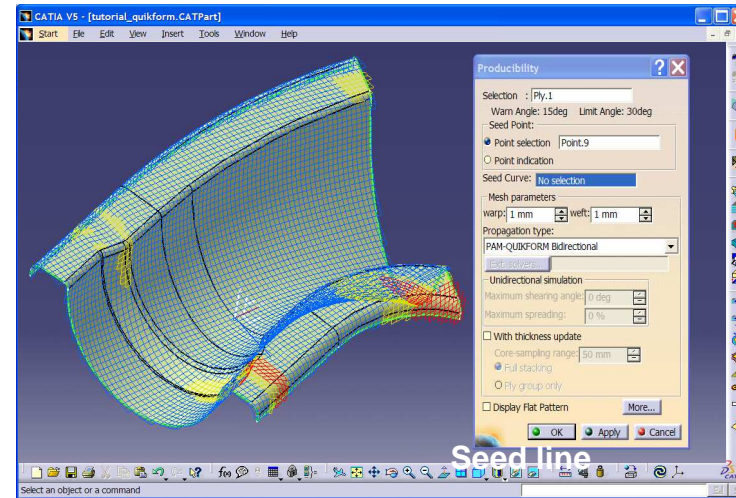 CATIA V5 - [tutorial_quikform.CATPart]
Start File Edit View Insert Tools Window Help
Producibility
Selection : Ply.1
Warn Angle: 15deg Limit Angle: 30deg
Seed Point:
Point selection Point.9
Point indication
Seed Curve: No selection
Mesh parameters
warp: 1 mm weft: 1 mm
Propagation type:
PAM-QUIKFORM Bidirectional
Ext. solvers...
Unidirectional simulation
Maximum shearing angle: 0 deg
Maximum spreading: 0 %
With thickness update
Core-sampling range: 50 mm
Full stacking
Ply group only
Display Flat Pattern More...
OK Apply Cancel
Seed line
Select an object or a command